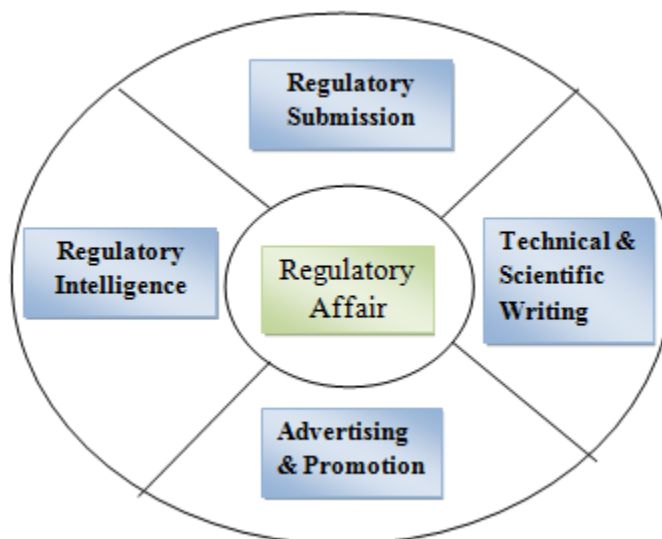 Regulatory
Submission
Regulatory
Intelligence
Regulatory
Affair
Technical &
Scientific
Writing
Advertising
& Promotion